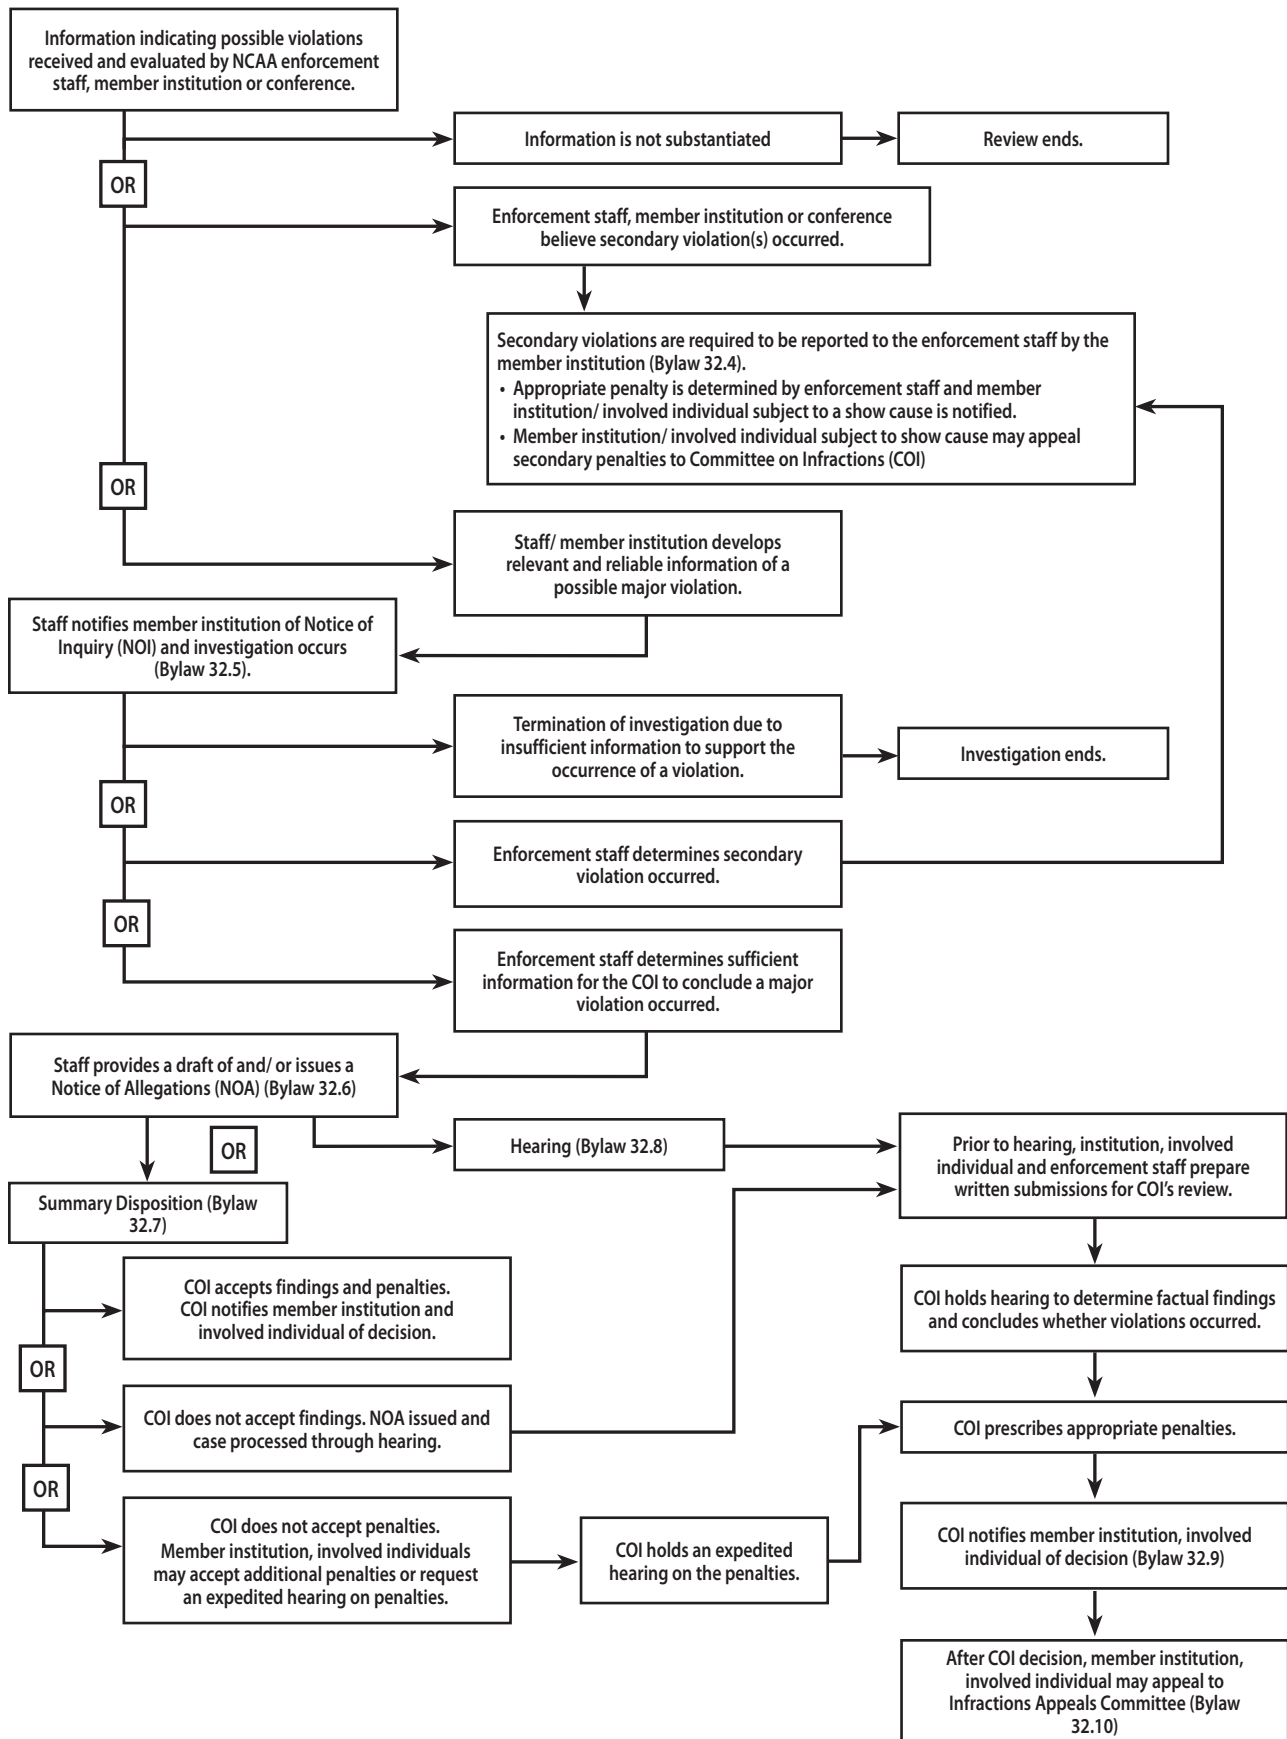 Information indicating possible violations
received and evaluated by NCAA enforcement
staff, member institution or conference.
Information is not substantiated
Review ends.
OR
Enforcement staff, member institution or conference
believe secondary violation(s) occurred.
Secondary violations are required to be reported to the enforcement staff by the
member institution (Bylaw 32.4).
• Appropriate penalty is determined by enforcement staff and member
institution/ involved individual subject to a show cause is notified.
• Member institution/ involved individual subject to show cause may appeal
secondary penalties to Committee on Infractions (COI)
OR
Staff/ member institution develops
relevant and reliable information of a
possible major violation.
Staff notifies member institution of Notice of
Inquiry (NOI) and investigation occurs
(Bylaw 32.5).
Termination of investigation due to
insufficient information to support the
occurrence of a violation.
Investigation ends.
OR
Enforcement staff determines secondary
violation occurred.
OR
Enforcement staff determines sufficient
information for the COI to conclude a major
violation occurred.
Staff provides a draft of and/ or issues a
Notice of Allegations (NOA) (Bylaw 32.6)
OR
Hearing (Bylaw 32.8)
Prior to hearing, institution, involved
individual and enforcement staff prepare
written submissions for COI's review.
Summary Disposition (Bylaw
32.7)
COI accepts findings and penalties.
COI notifies member institution and
involved individual of decision.
COI holds hearing to determine factual findings
and concludes whether violations occurred.
OR
COI does not accept findings. NOA issued and
case processed through hearing.
COI prescribes appropriate penalties.
OR
COI does not accept penalties.
Member institution, involved individuals
may accept additional penalties or request
an expedited hearing on penalties.
COI holds an expedited
hearing on the penalties.
COI notifies member institution, involved
individual of decision (Bylaw 32.9)
After COI decision, member institution,
involved individual may appeal to
Infractions Appeals Committee (Bylaw
32.10)